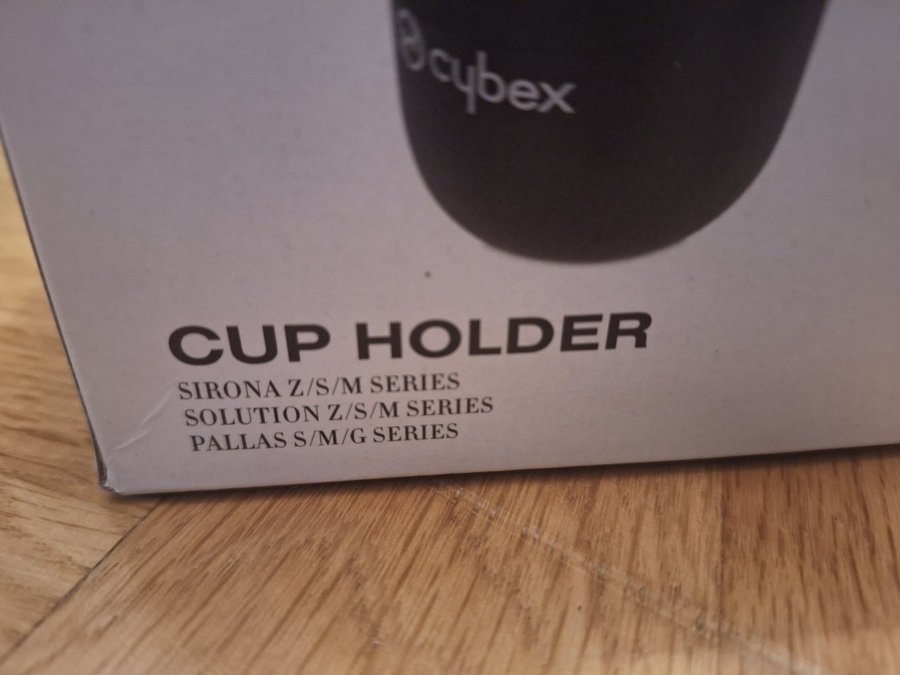 cybex
CUP HOLDER
SIRONA Z/S/M SERIES
SOLUTION Z/S/M SERIES
PALLAS S/M/G SERIES